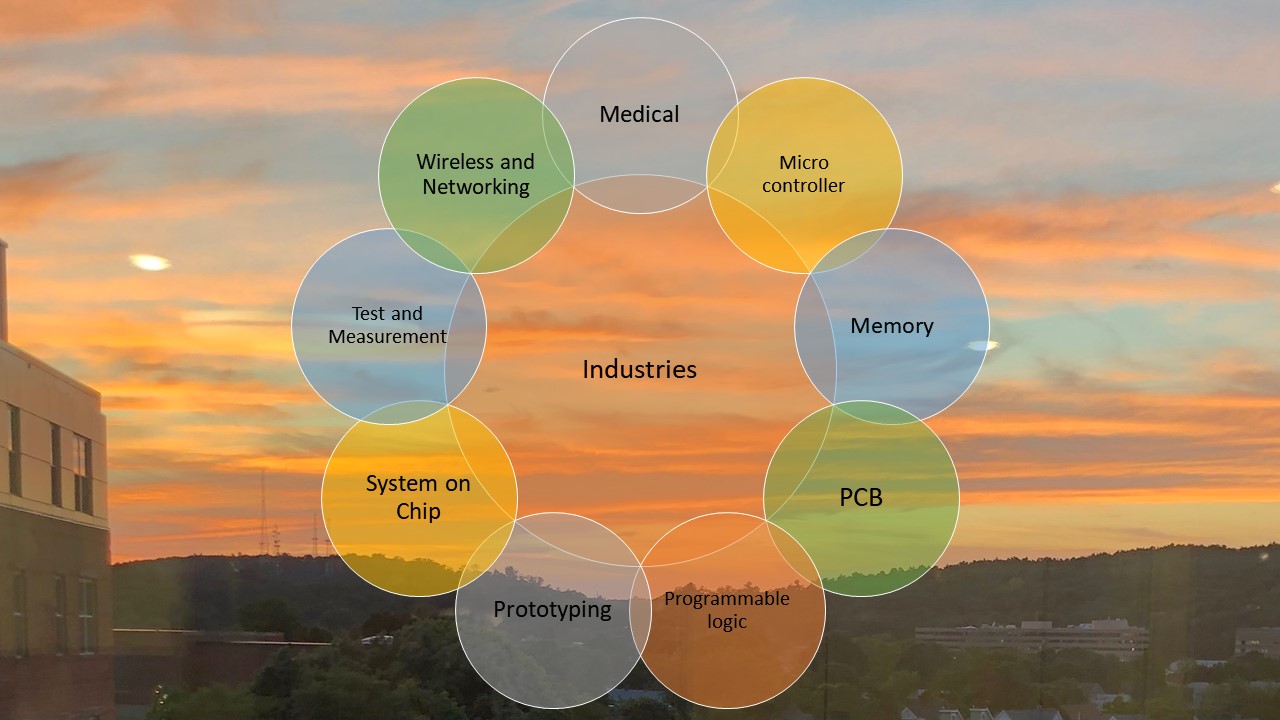 Medical
Micro
controller
Memory
PCB
Programmable
logic
Prototyping
System on
Chip
Test and
Measurement
Wireless and
Networking
Industries